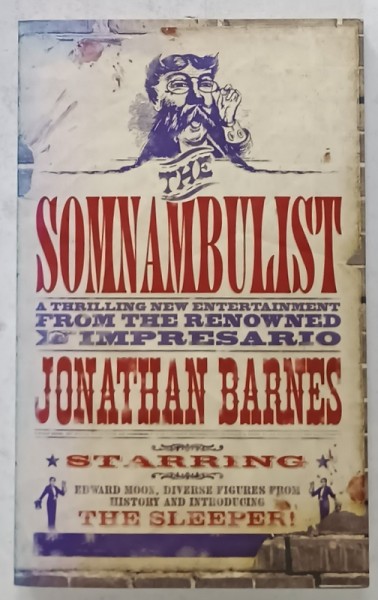 THE
SOMNAMBULIST
A THRILLING NEW ENTERTAINMENT
FROM THE RENOWNED
IMPRESARIO
JONATHAN BARNES
STARRING
EDWARD MOON, DIVERSE FIGURES FROM
HISTORY AND INTRODUCING
THE SLEEPER!